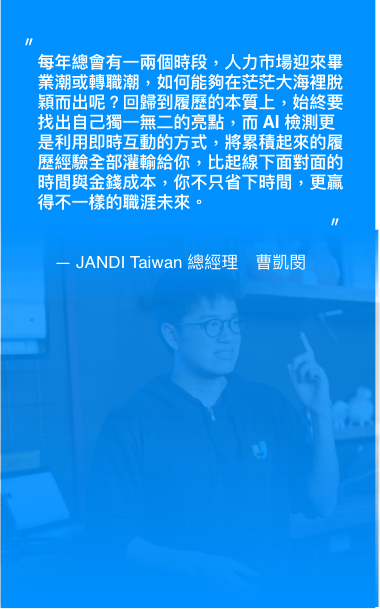 "
每年總會有一兩個時段，人力市場迎來畢
業潮或轉職潮，如何能夠在茫茫大海裡脫
穎而出呢？回歸到履歷的本質上，始終要
找出自己獨一無二的亮點，而 AI 檢測更
是利用即時互動的方式，將累積起來的履
歷經驗全部灌輸給你，比起線下面對面的
時間與金錢成本，你不只省下時間，更贏
得不一樣的職涯未來。
"
— JANDI Taiwan 總經理　曹凱閔